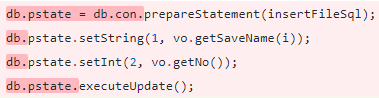 db.pstate = db.con.prepareStatement(insertFileSql);
db.pstate.setString(1, vo.getSaveName(i));
db.pstate.setInt(2, vo.getNo());
db.pstate.executeUpdate();